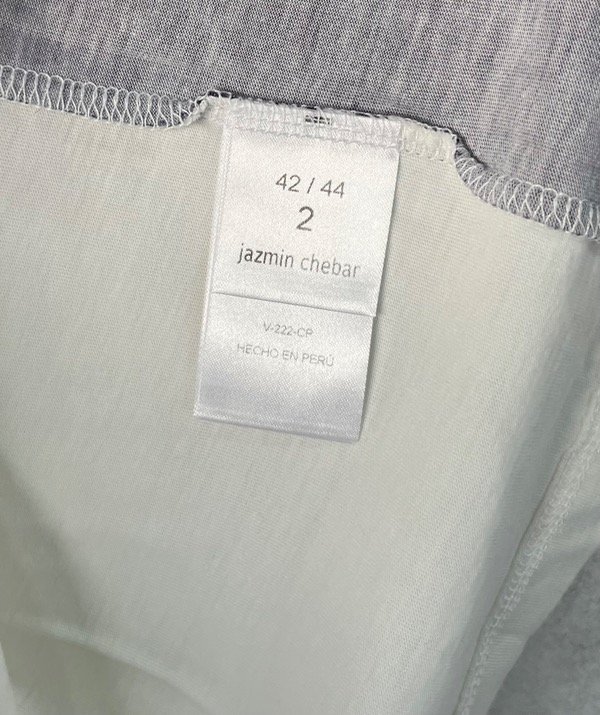 42 / 44
2
jazmin chebar
V-222-CP
HECHO EN PERÚ